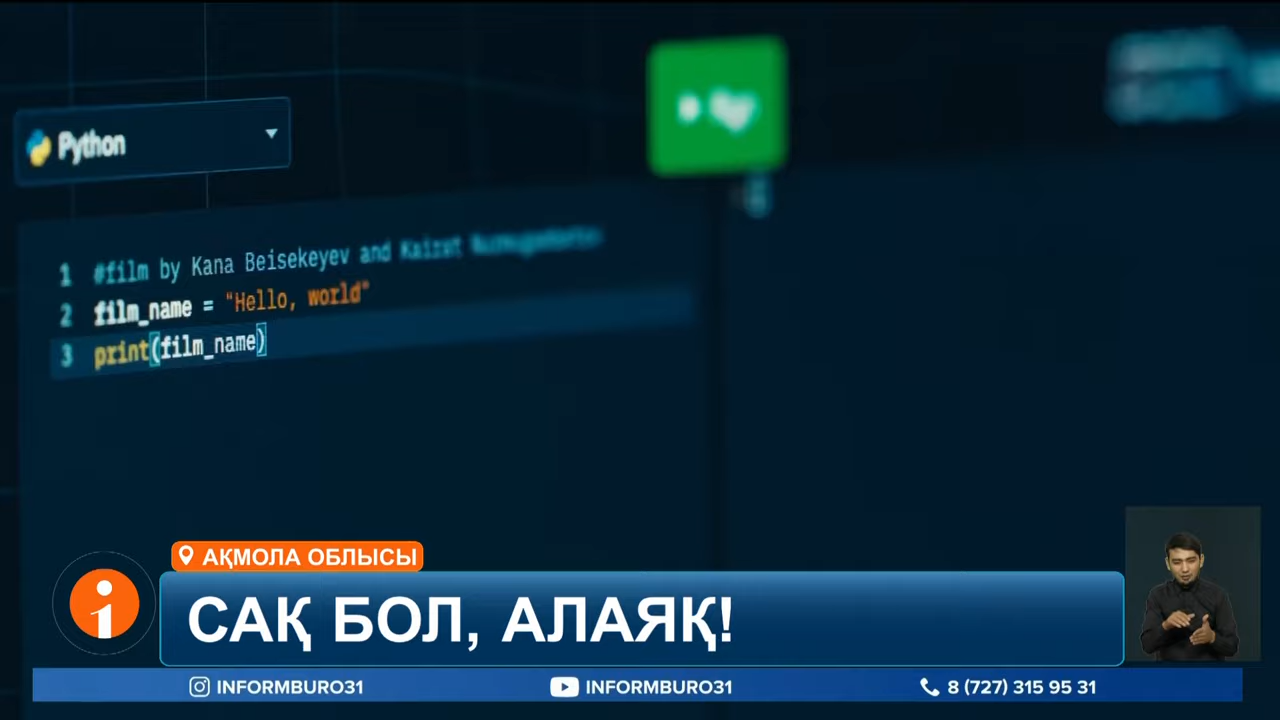 Python
1 #film by Kana Beisekeyev and Kairat
2 film_name = "Hello, world"
3 print(film_name)
АҚМОЛА ОБЛЫСЫ
САҚ БОЛ, АЛАЯҚ!
INFORMBURO31
INFORMBURO31
8 (727) 315 95 31